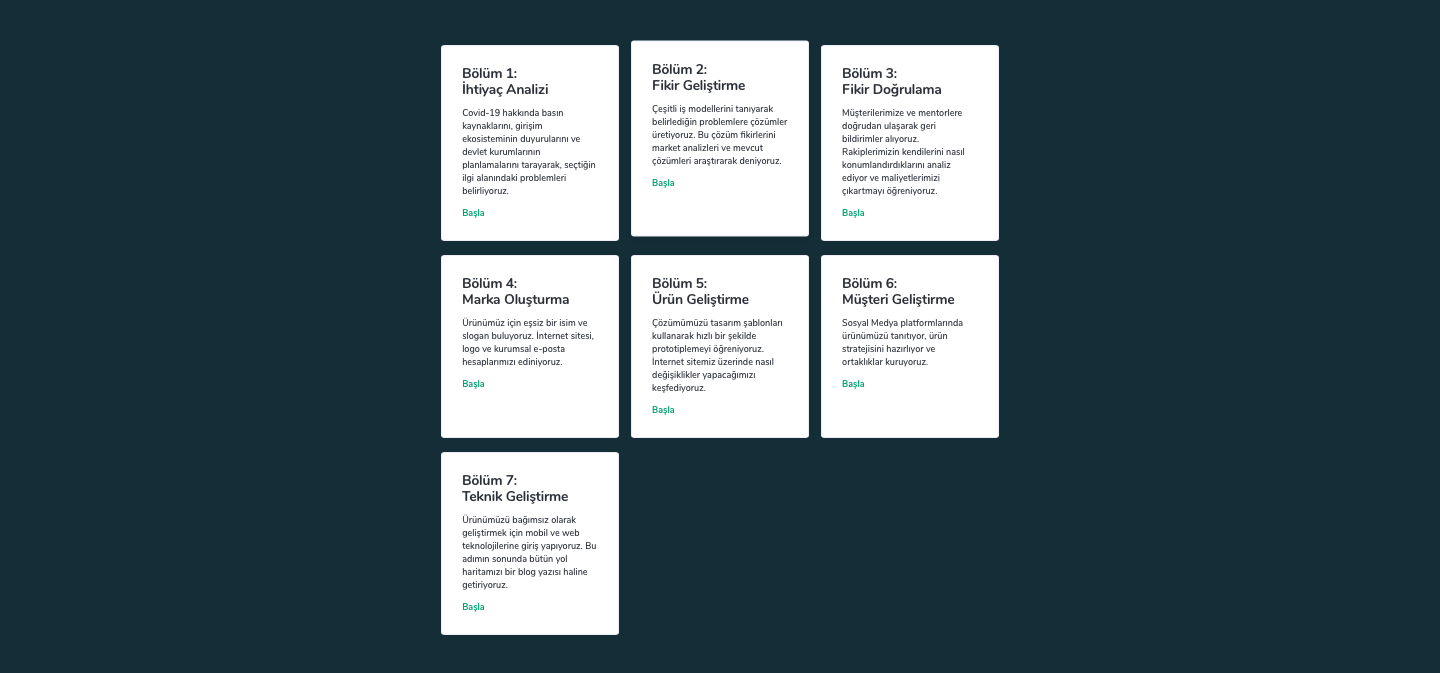 Bölüm 1:
İhtiyaç Analizi
Covid-19 hakkında basın
kaynaklarını, girişim
ekosisteminin duyurularını ve
devlet kurumlarının
planlamalarını tarayarak, seçtiğin
ilgi alanındaki problemleri
belirliyoruz.
Başla
Bölüm 2:
Fikir Geliştirme
Çeşitli iş modellerini tanıyarak
belirlediğin problemlere çözümler
üretiyoruz. Bu çözüm fikirlerini
market analizleri ve mevcut
çözümleri araştırarak deniyoruz.
Başla
Bölüm 3:
Fikir Doğrulama
Müşterilerimize ve mentorlere
doğrudan ulaşarak geri
bildirimler alıyoruz.
Rakiplerimizin kendilerini nasıl
konumlandırdıklarını analiz
ediyor ve maliyetlerimizi
çıkartmayı öğreniyoruz.
Başla
Bölüm 4:
Marka Oluşturma
Ürünümüz için eşsiz bir isim ve
slogan buluyoruz. İnternet sitesi,
logo ve kurumsal e-posta
hesaplarımızı ediniyoruz.
Başla
Bölüm 5:
Ürün Geliştirme
Çözümümüzü tasarım şablonları
kullanarak hızlı bir şekilde
prototiplemeyi öğreniyoruz.
İnternet sitemiz üzerinde nasıl
değişiklikler yapacağımızı
keşfediyoruz.
Başla
Bölüm 6:
Müşteri Geliştirme
Sosyal Medya platformlarında
ürünümüzü tanıtıyor, ürün
stratejisini hazırlıyor ve
ortaklıklar kuruyoruz.
Başla
Bölüm 7:
Teknik Geliştirme
Ürünümüzü bağımsız olarak
geliştirmek için mobil ve web
teknolojilerine giriş yapıyoruz. Bu
adımın sonunda bütün yol
haritamızı bir blog yazısı haline
getiriyoruz.
Başla